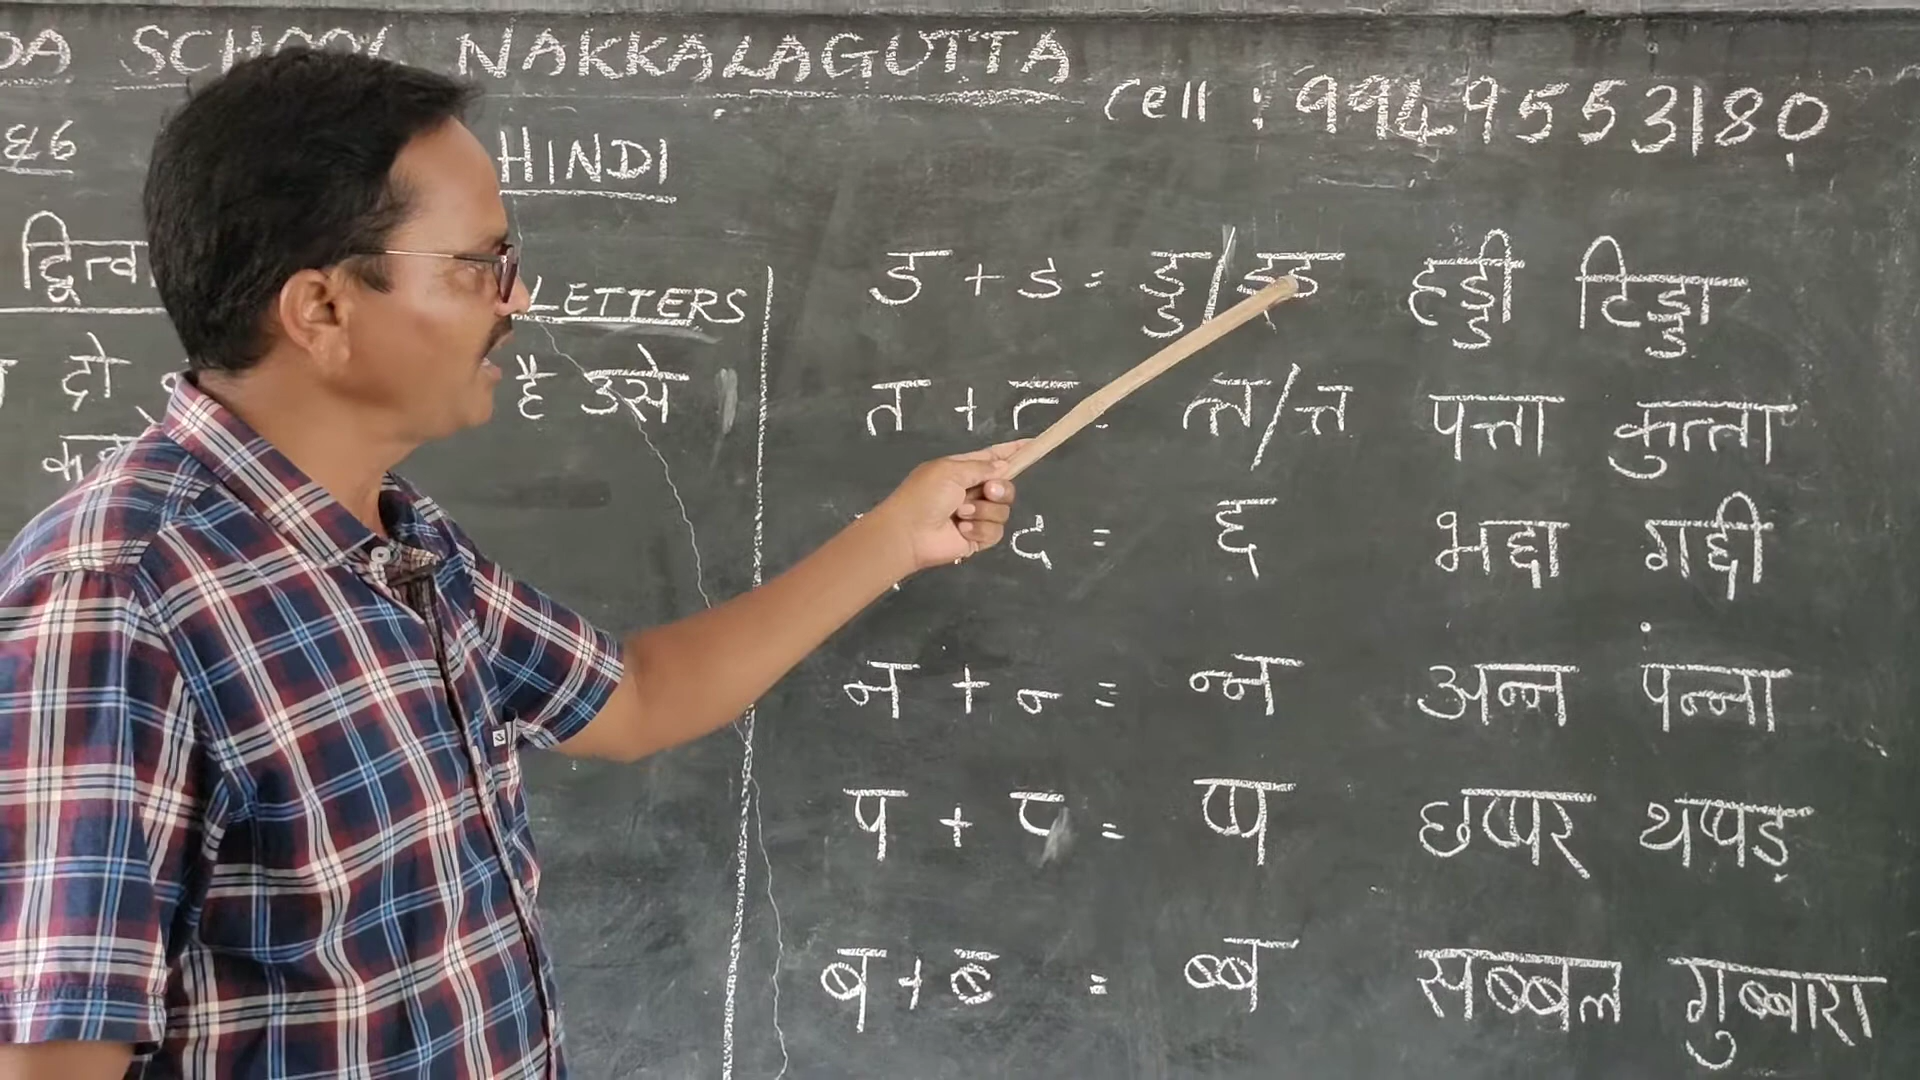 SCHOOL NAKKALAGUTTA
Cell : 9949553180
HINDI
LETTERS
दो
है उसे
ड + ड = ड्ड / ड्‌ड हड्डी टिड्डा
त + त् = त्त / त्त पत्ता कुत्ता
द = द्द भद्दा गद्दी
न + न् = न्न अन्न पन्ना
प + प् = प्प छप्पर थप्पड़
ब + ब् = ब्ब सब्बल गुब्बारा